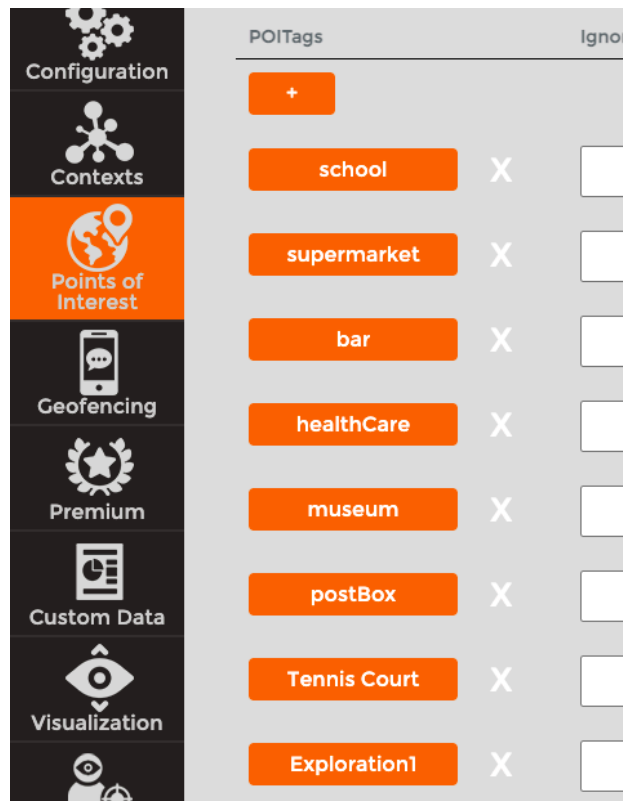 Configuration
Contexts
Points of
Interest
Geofencing
Premium
Custom Data
Visualization
POITags
+
school X
supermarket X
bar X
healthCare X
museum X
postBox X
Tennis Court X
Exploration1 X